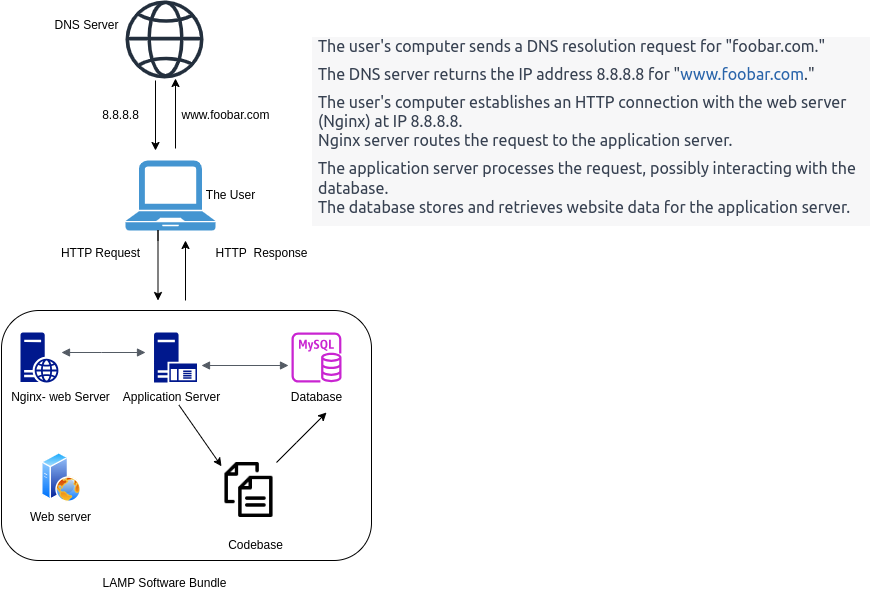 DNS Server
8.8.8.8
www.foobar.com
The User
HTTP Request
HTTP  Response
The user's computer sends a DNS resolution request for "foobar.com."
The DNS server returns the IP address 8.8.8.8 for "www.foobar.com."
The user's computer establishes an HTTP connection with the web server
(Nginx) at IP 8.8.8.8.
Nginx server routes the request to the application server.
The application server processes the request, possibly interacting with the
database.
The database stores and retrieves website data for the application server.
MySQL
Nginx- web Server
Application Server
Database
Web server
Codebase
LAMP Software Bundle